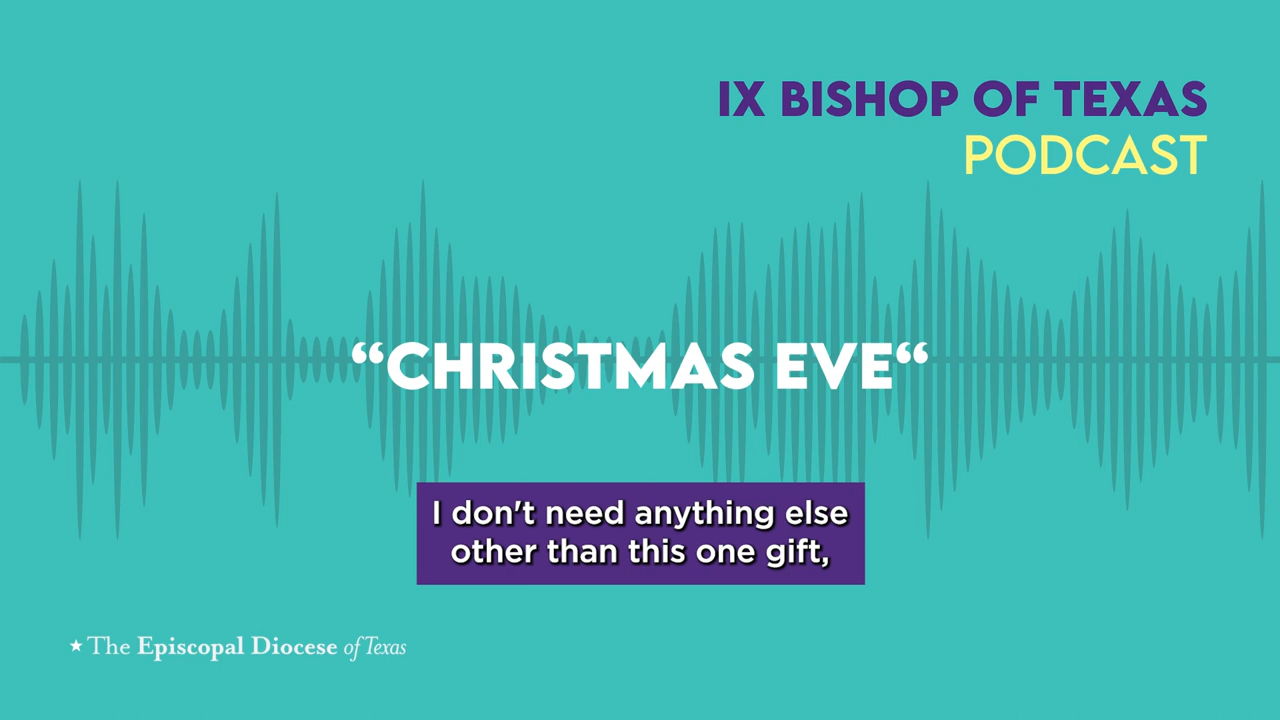 IX BISHOP OF TEXAS
PODCAST
“CHRISTMAS EVE“
I don't need anything else
other than this one gift,
The Episcopal Diocese of Texas